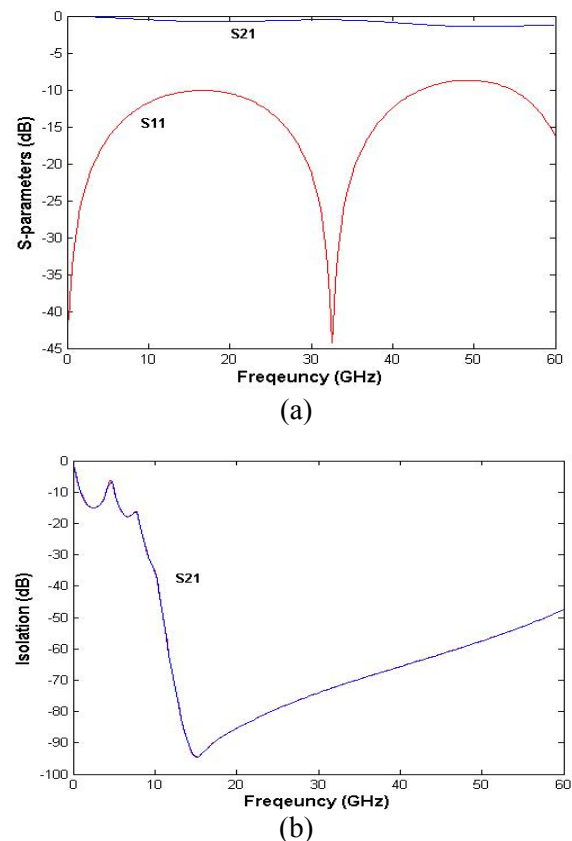 0
-5
-10
-15
-20
-25
-30
-35
-40
-45
S-parameters (dB)
S21
S11
0 10 20 30 40 50 60
Freqeuncy (GHz)
(a)
0
-10
-20
-30
-40
-50
-60
-70
-80
-90
-100
Isolation (dB)
S21
0 10 20 30 40 50 60
Freqeuncy (GHz)
(b)